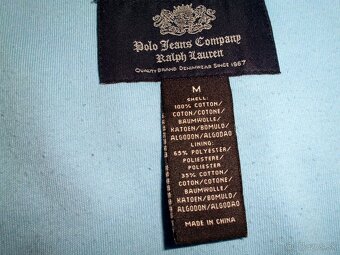 Polo Jeans Company
Ralph Lauren
Quality Brand Denimwear Since 1967
M
SHELL:
100% COTTON/
COTON/COTONE/
BAUMWOLLE/
KATOEN/BOMULD/
ALGODON/ALGODAO
LINING:
65% POLYESTER/
POLIESTERE/
POLIESTER
35% COTTON/
COTON/COTONE/
BAUMWOLLE/
KATOEN/BOMULD/
ALGODON/ALGODAO
MADE IN CHINA